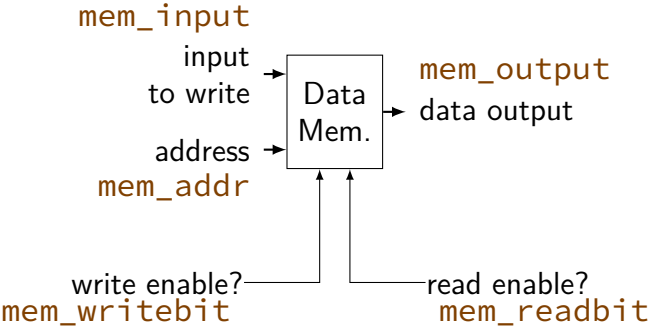 mem_input
input
to write
Data
Mem.
mem_output
data output
address
mem_addr
write enable?
mem_writebit
read enable?
mem_readbit